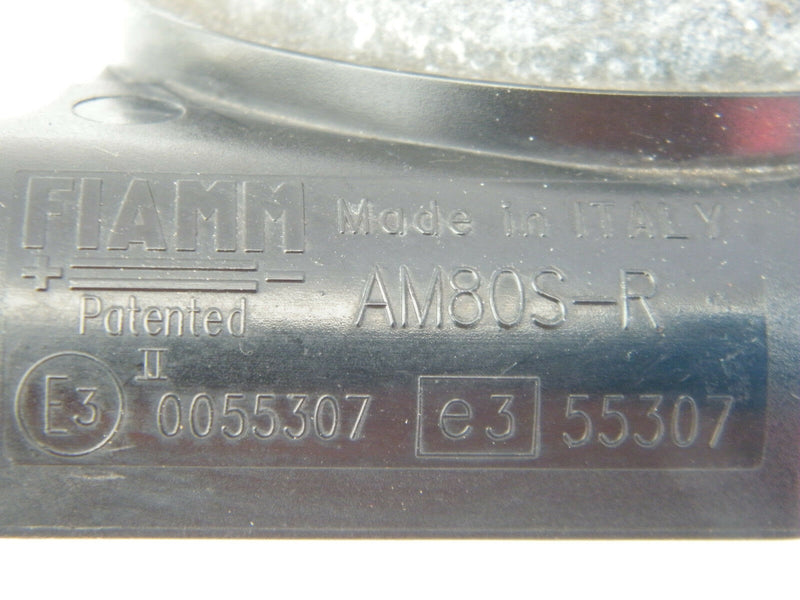 FIAMM Made in ITALY
+ -
Patented AM80S-R
II
E3 0055307 e3 55307